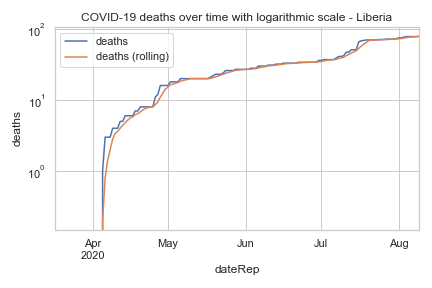 COVID-19 deaths over time with logarithmic scale - Liberia
deaths
deaths (rolling)
10²
10¹
10⁰
deaths
Apr
2020
May
Jun
Jul
Aug
dateRep